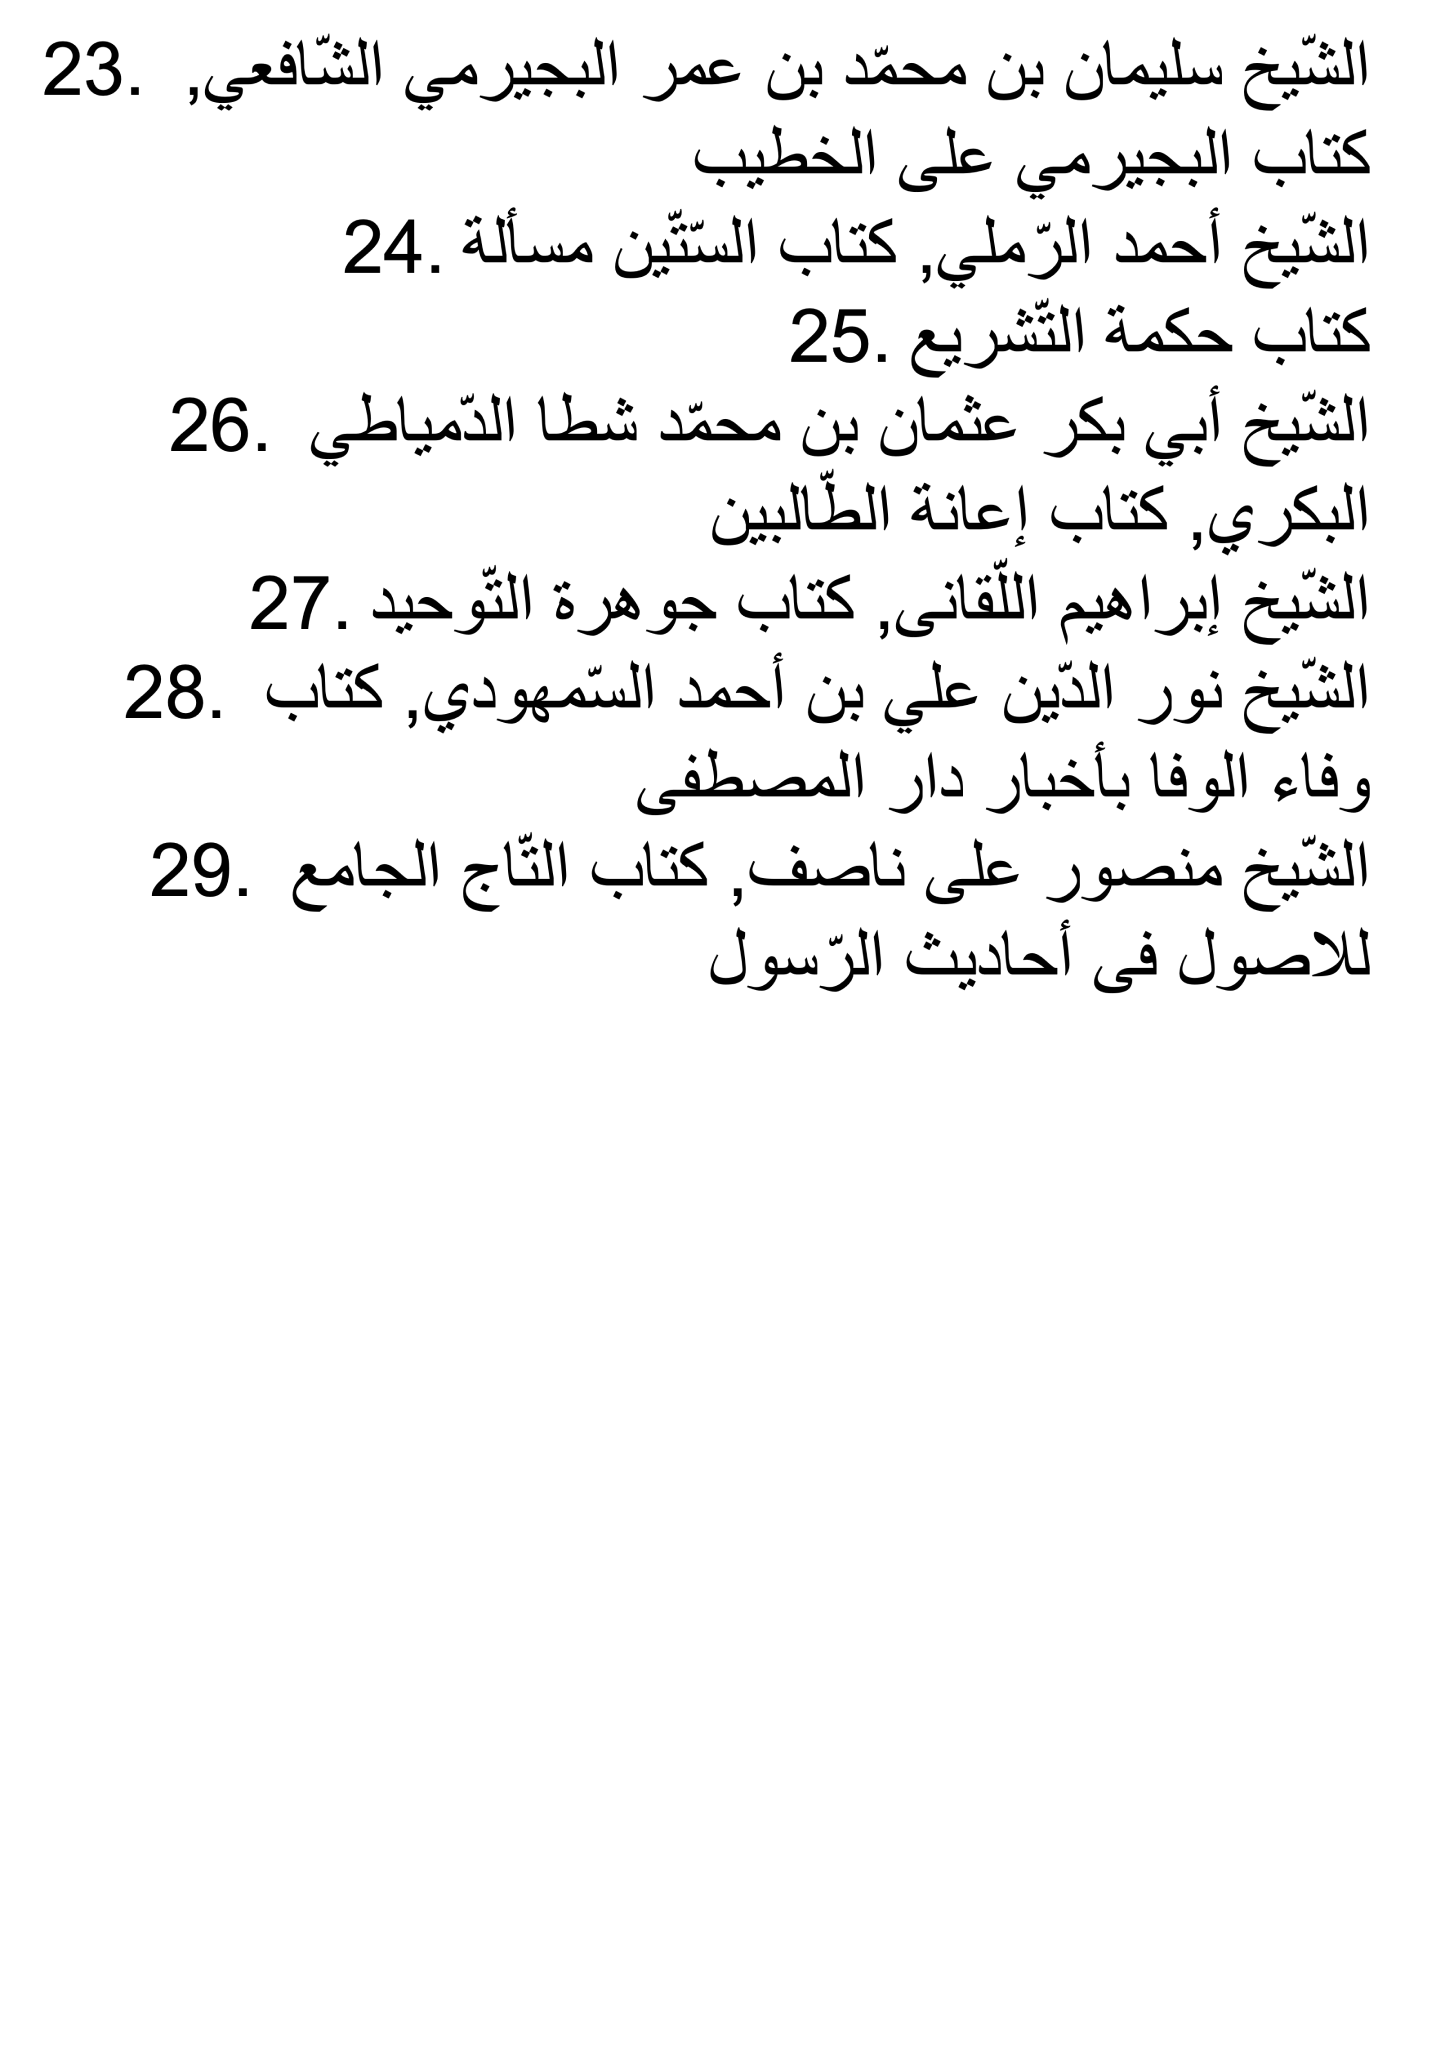 الشّيخ سليمان بن محمّد بن عمر البجيرمي الشّافعي, .23
كتاب البجيرمي على الخطيب
الشّيخ أحمد الرّملي, كتاب السّتّين مسألة .24
كتاب حكمة التّشريع .25
الشّيخ أبي بكر عثمان بن محمّد شطا الدّمياطي .26
البكري, كتاب إعانة الطّالبين
الشّيخ إبراهيم اللّقانى, كتاب جوهرة التّوحيد .27
الشّيخ نور الدّين علي بن أحمد السّمهودي, كتاب .28
وفاء الوفا بأخبار دار المصطفى
الشّيخ منصور على ناصف, كتاب التّاج الجامع .29
للاصول فى أحاديث الرّسول